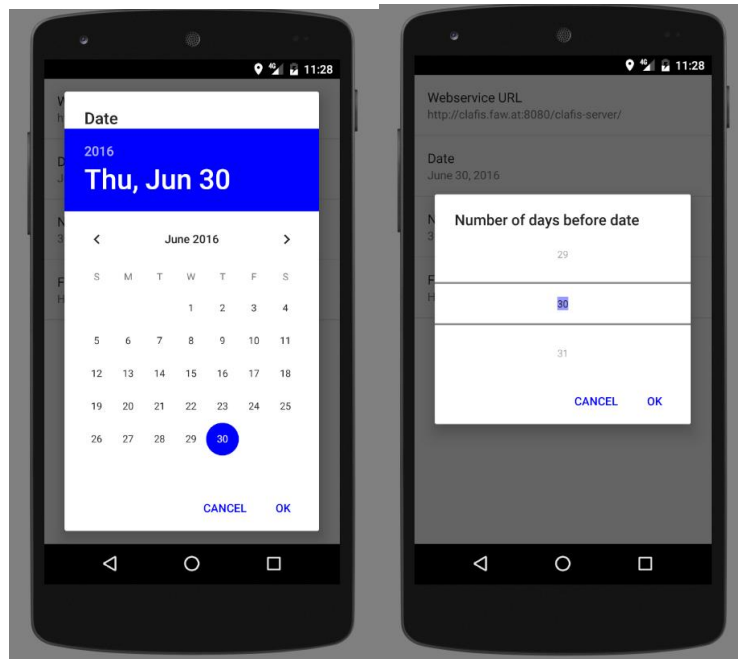 11:28
Date
2016
Thu, Jun 30
June 2016
S M T W T F S
1 2 3 4
5 6 7 8 9 10 11
12 13 14 15 16 17 18
19 20 21 22 23 24 25
26 27 28 29 30
CANCEL OK
4G 11:28
Webservice URL
http://clafis.faw.at:8080/clafis-server/
Date
June 30, 2016
Number of days before date
29
30
31
CANCEL OK